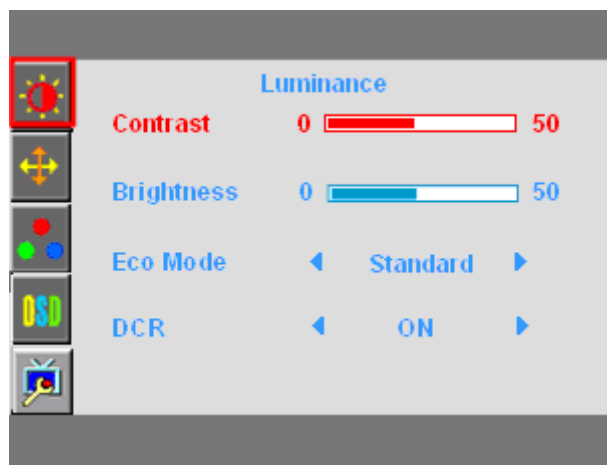 Luminance
Contrast 0 50
Brightness 0 50
Eco Mode Standard
OSD
DCR ON